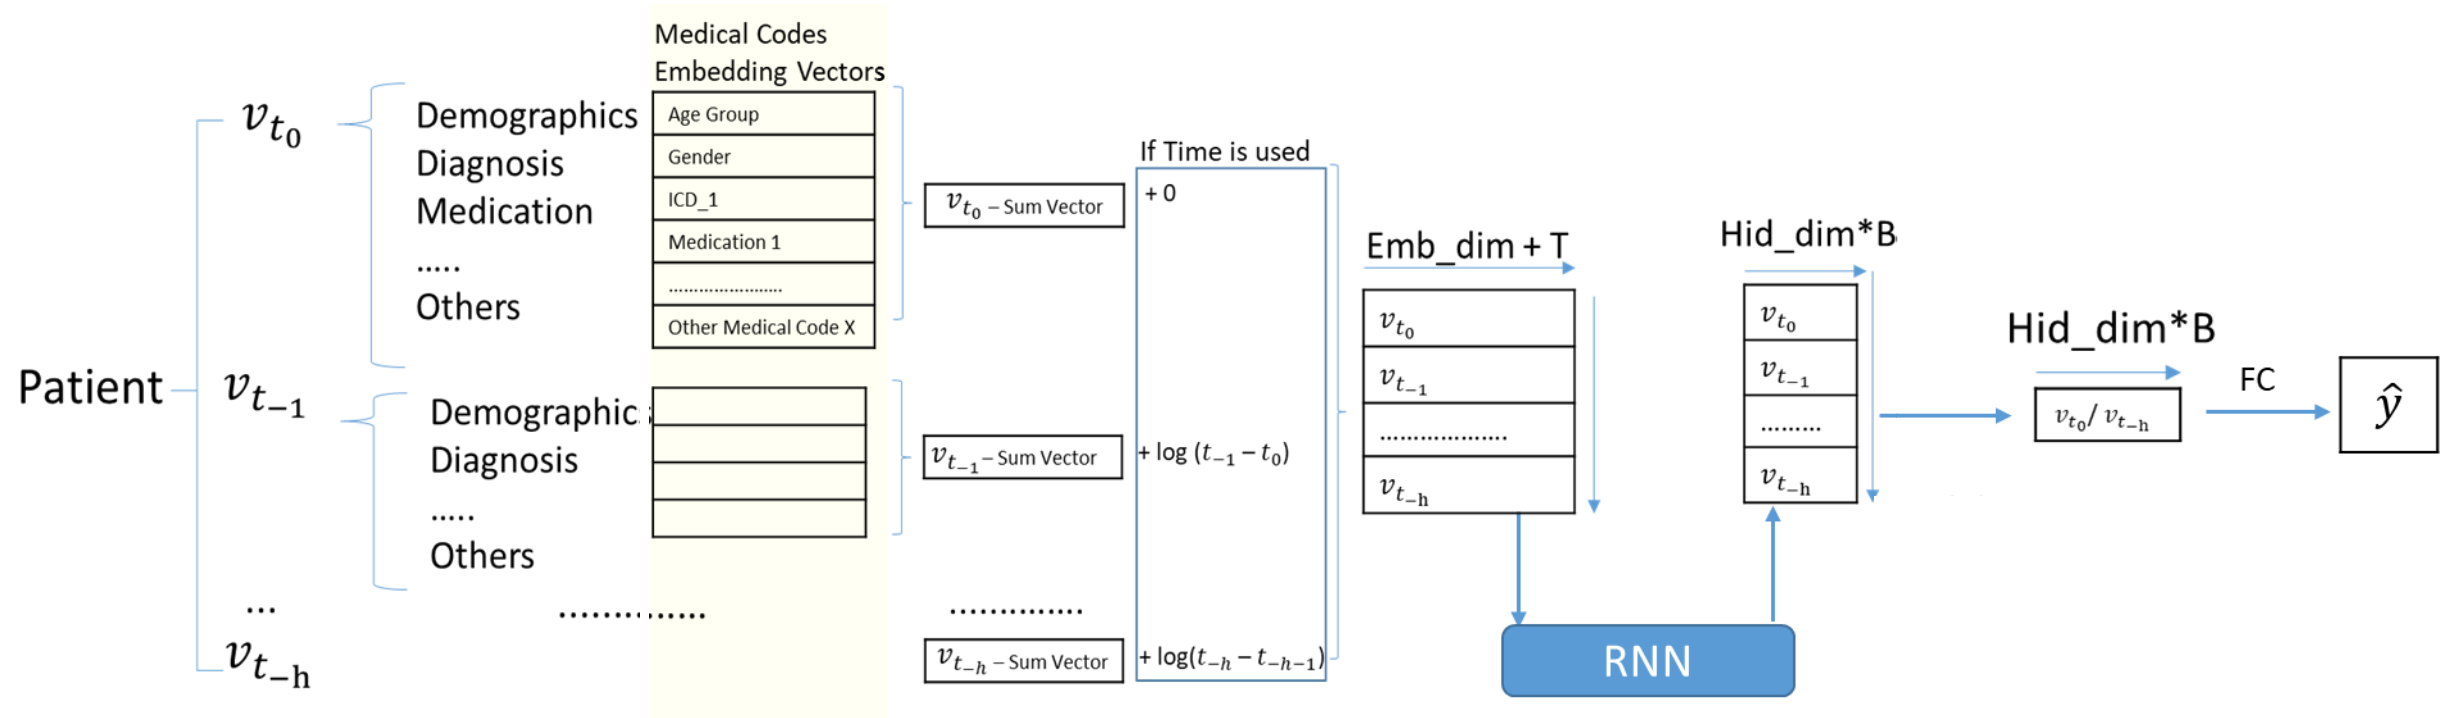 Patient
v_{t_0}
v_{t_{-1}}
...
v_{t_{-h}}
Demographics
Diagnosis
Medication
.....
Others
Demographics
Diagnosis
.....
Others
..............
Medical Codes
Embedding Vectors
Age Group
Gender
ICD_1
Medication 1
......................
Other Medical Code X
v_{t_0} – Sum Vector
v_{t_{-1}} – Sum Vector
..............
v_{t_{-h}} – Sum Vector
If Time is used
+ 0
+ log (t_{-1} – t_0)
+ log(t_{-h} – t_{-h-1})
Emb_dim + T
v_{t_0}
v_{t_{-1}}
...................
v_{t_{-h}}
RNN
Hid_dim*B
v_{t_0}
v_{t_{-1}}
.........
v_{t_{-h}}
Hid_dim*B
v_{t_0}/ v_{t_{-h}}
FC
ŷ